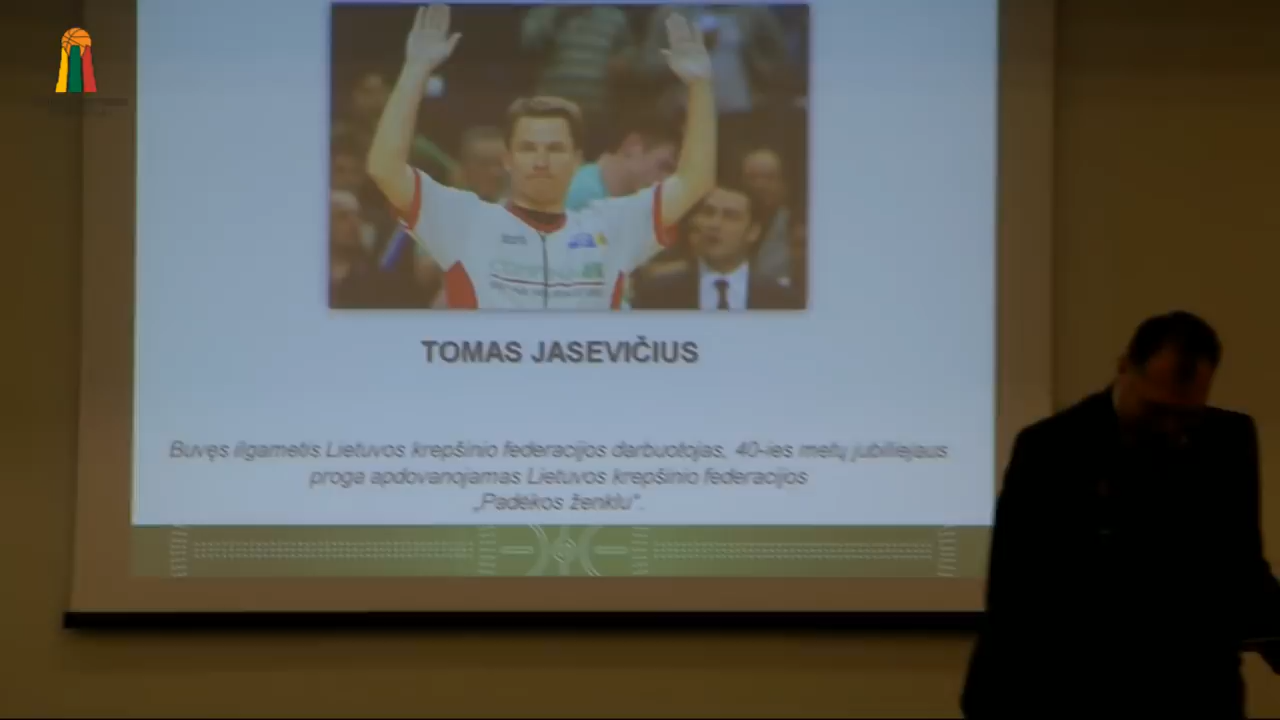 TOMAS JASEVIČIUS
Buvęs ilgametis Lietuvos krepšinio federacijos darbuotojas, 40-ies metų jubiliejaus
proga apdovanojamas Lietuvos krepšinio federacijos
„Padėkos ženklu“.